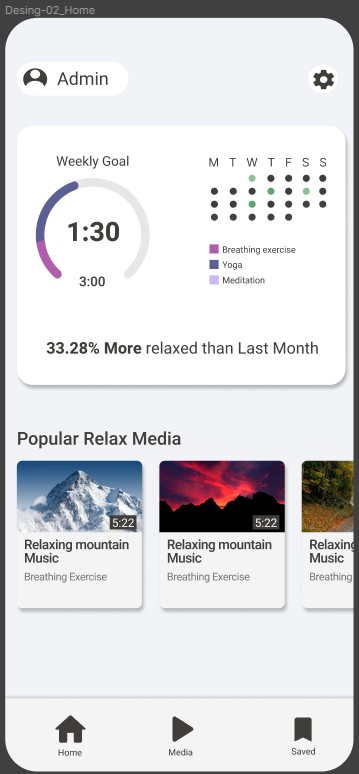 Desing-02_Home
Admin
Weekly Goal
1:30
3:00
M T W T F S S
Breathing exercise
Yoga
Meditation
33.28% More relaxed than Last Month
Popular Relax Media
5:22
Relaxing mountain
Music
Breathing Exercise
5:22
Relaxing mountain
Music
Breathing Exercise
Relaxing
Music
Breathing
Home
Media
Saved